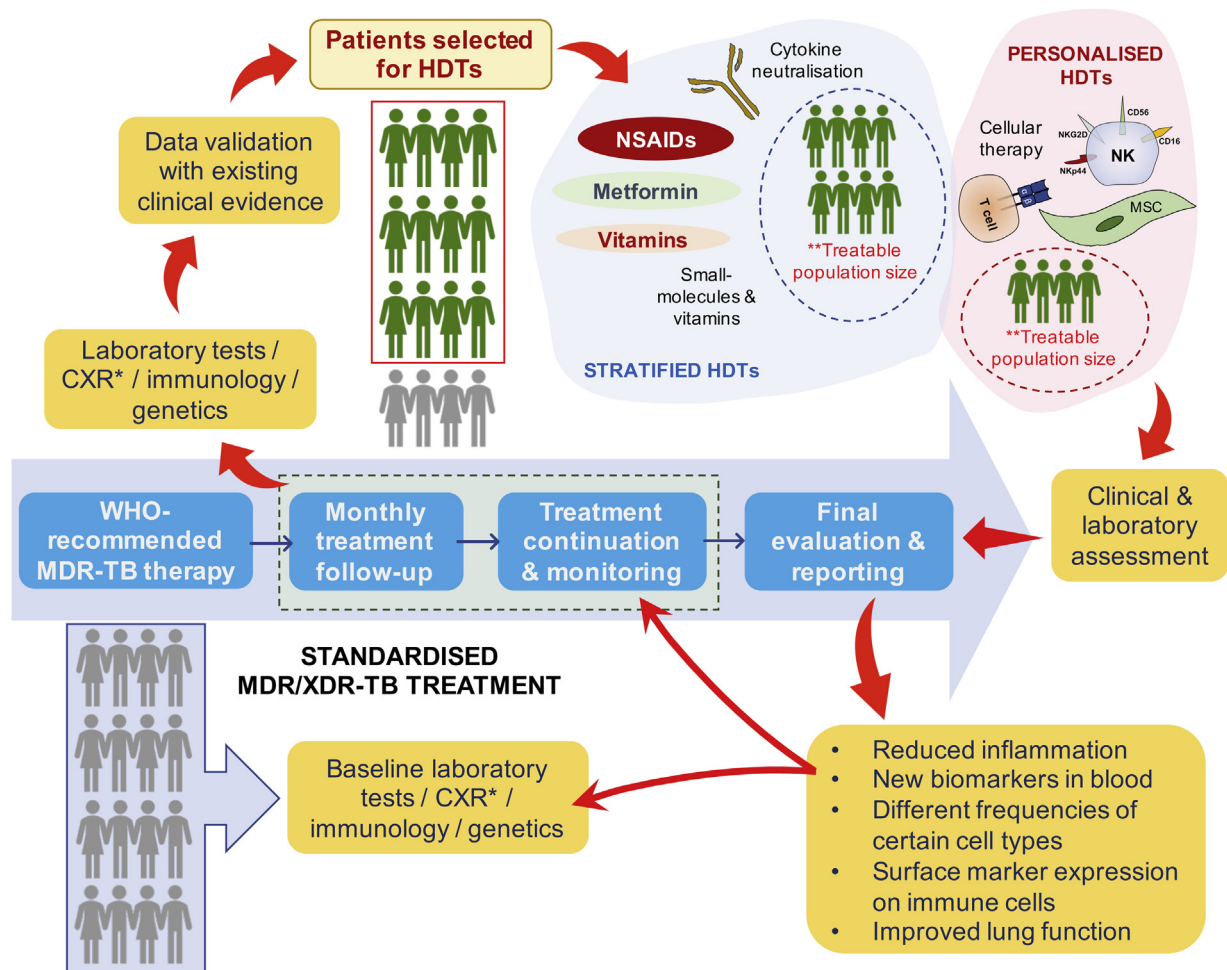 Patients selected
for HDTs
Data validation
with existing
clinical evidence
Laboratory tests /
CXR* / immunology /
genetics
Cytokine
neutralisation
NSAIDs
Metformin
Vitamins
Small-
molecules &
vitamins
**Treatable
population size
STRATIFIED HDTs
PERSONALISED
HDTs
Cellular
therapy
CD56
NKG2D
CD16
NK
NKp44
T cell
α
β
MSC
**Treatable
population size
WHO-
recommended
MDR-TB therapy
Monthly
treatment
follow-up
Treatment
continuation
& monitoring
Final
evaluation &
reporting
Clinical &
laboratory
assessment
STANDARDISED
MDR/XDR-TB TREATMENT
Baseline laboratory
tests / CXR* /
immunology / genetics
• Reduced inflammation
• New biomarkers in blood
• Different frequencies of
certain cell types
• Surface marker expression
on immune cells
• Improved lung function